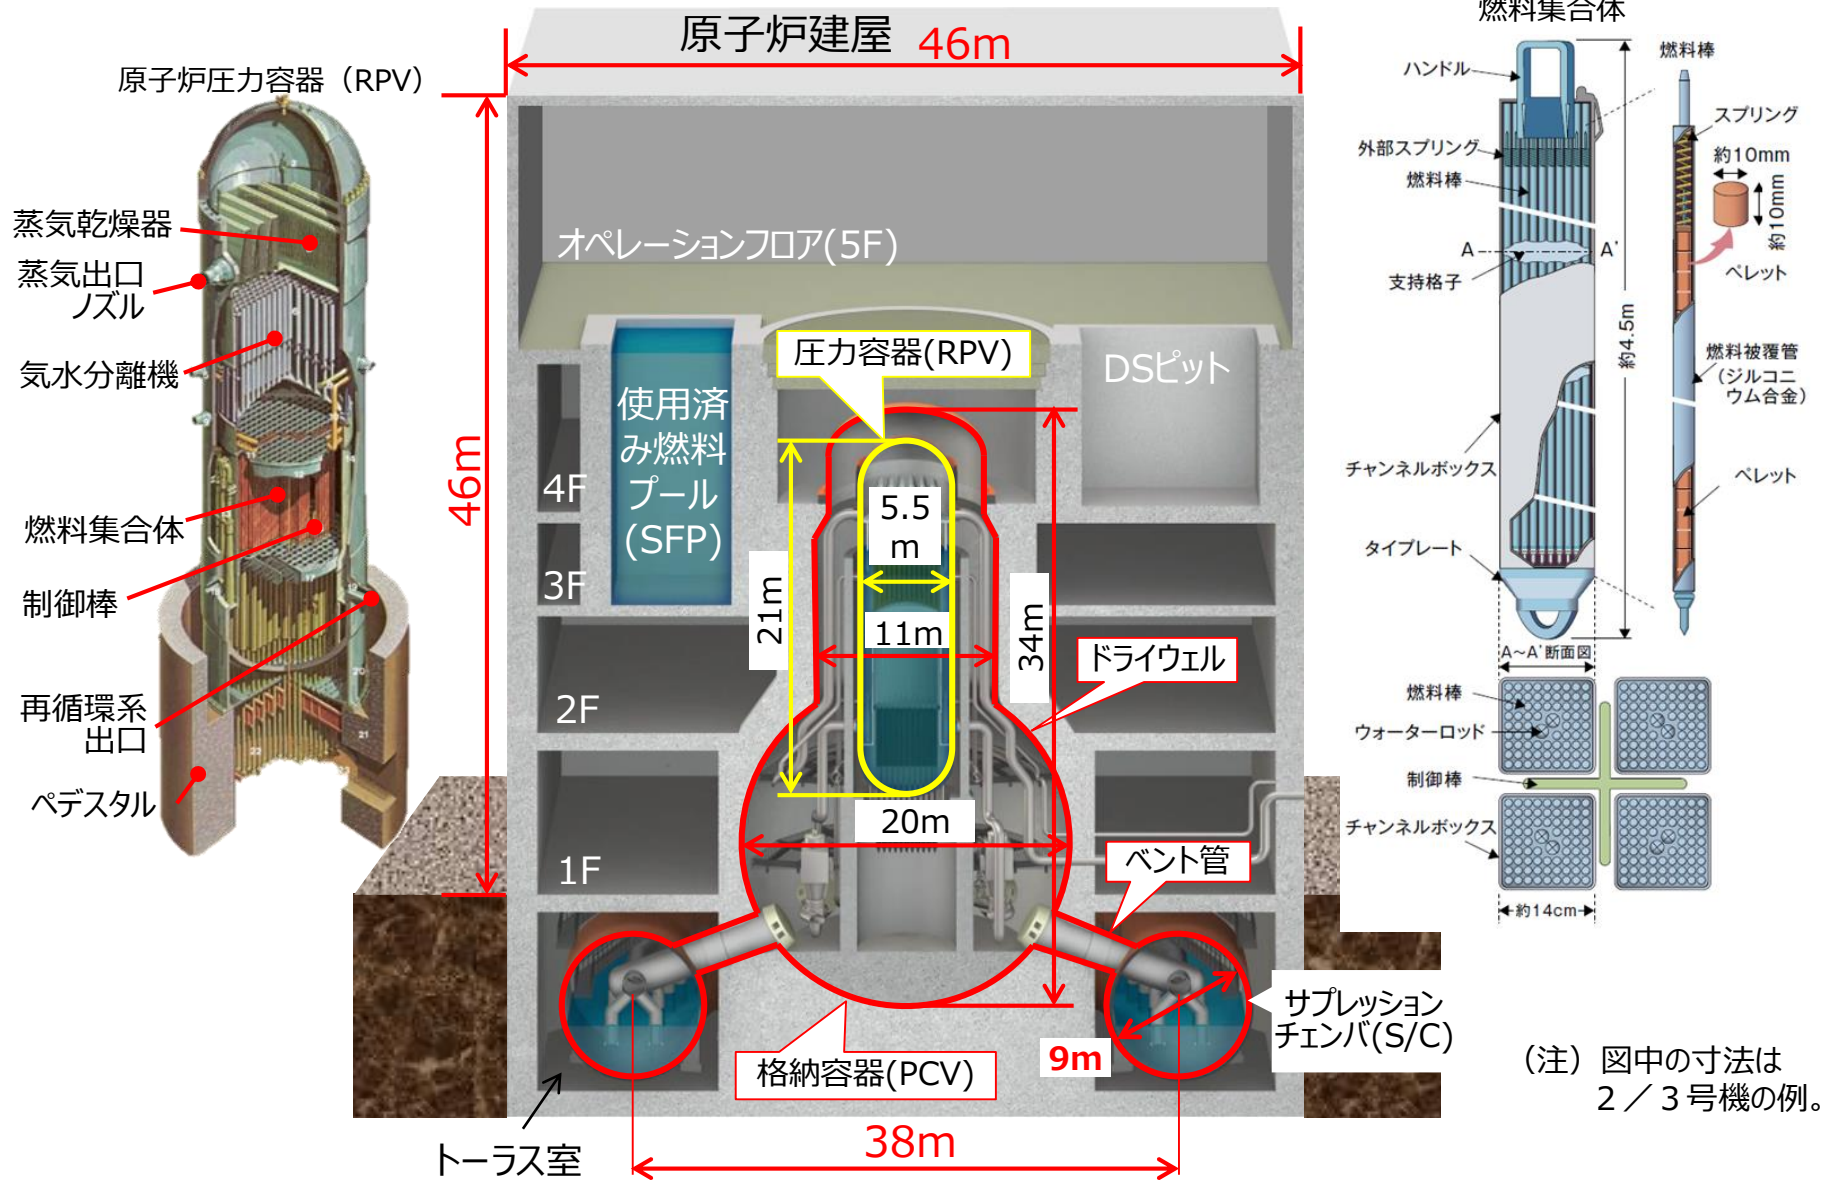 原子炉圧力容器（RPV）
蒸気乾燥器
蒸気出口
ノズル
気水分離機
燃料集合体
制御棒
再循環系
出口
ペデスタル
原子炉建屋
46m
46m
オペレーションフロア(5F)
圧力容器(RPV)
DSピット
使用済
み燃料
プール
(SFP)
4F
3F
2F
1F
5.5
m
21m
11m
34m
20m
ドライウェル
ベント管
サプレッション
チェンバ(S/C)
9m
格納容器(PCV)
トーラス室
38m
燃料集合体
ハンドル
外部スプリング
燃料棒
A
A'
支持格子
チャンネルボックス
タイプレート
約4.5m
燃料棒
スプリング
約10mm
約10mm
ペレット
燃料被覆管
（ジルコニ
ウム合金）
ペレット
A～A'断面図
燃料棒
ウォーターロッド
制御棒
チャンネルボックス
約14cm
（注）図中の寸法は
２／３号機の例。